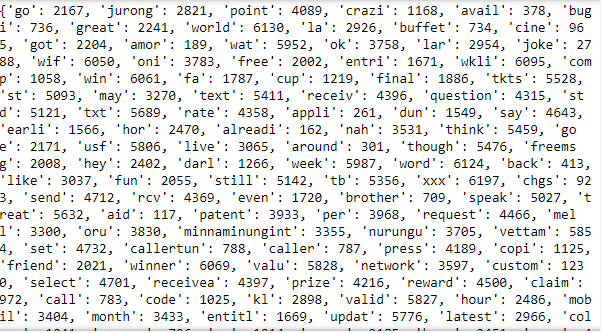 {'go': 2167, 'jurong': 2821, 'point': 4089, 'crazi': 1168, 'avail': 378, 'bug
i': 736, 'great': 2241, 'world': 6130, 'la': 2926, 'buffet': 734, 'cine': 96
5, 'got': 2204, 'amor': 189, 'wat': 5952, 'ok': 3758, 'lar': 2954, 'joke': 27
88, 'wif': 6050, 'oni': 3783, 'free': 2002, 'entri': 1671, 'wkli': 6095, 'com
p': 1058, 'win': 6061, 'fa': 1787, 'cup': 1219, 'final': 1886, 'tkts': 5528,
'st': 5093, 'may': 3270, 'text': 5411, 'receiv': 4396, 'question': 4315, 'st
d': 5121, 'txt': 5689, 'rate': 4358, 'appli': 261, 'dun': 1549, 'say': 4643,
'earli': 1566, 'hor': 2470, 'alreadi': 162, 'nah': 3531, 'think': 5459, 'go
e': 2171, 'usf': 5806, 'live': 3065, 'around': 301, 'though': 5476, 'freems
g': 2008, 'hey': 2402, 'darl': 1266, 'week': 5987, 'word': 6124, 'back': 413,
'like': 3037, 'fun': 2055, 'still': 5142, 'tb': 5356, 'xxx': 6197, 'chgs': 92
3, 'send': 4712, 'rcv': 4369, 'even': 1720, 'brother': 709, 'speak': 5027, 't
reat': 5632, 'aid': 117, 'patent': 3933, 'per': 3968, 'request': 4466, 'mel
l': 3300, 'oru': 3830, 'minnaminungint': 3355, 'nurungu': 3705, 'vettam': 585
4, 'set': 4732, 'callertun': 788, 'caller': 787, 'press': 4189, 'copi': 1125,
'friend': 2021, 'winner': 6069, 'valu': 5828, 'network': 3597, 'custom': 123
0, 'select': 4701, 'receivea': 4397, 'prize': 4216, 'reward': 4500, 'claim':
972, 'call': 783, 'code': 1025, 'kl': 2898, 'valid': 5827, 'hour': 2486, 'mob
il': 3404, 'month': 3433, 'entitl': 1669, 'updat': 5776, 'latest': 2966, 'col